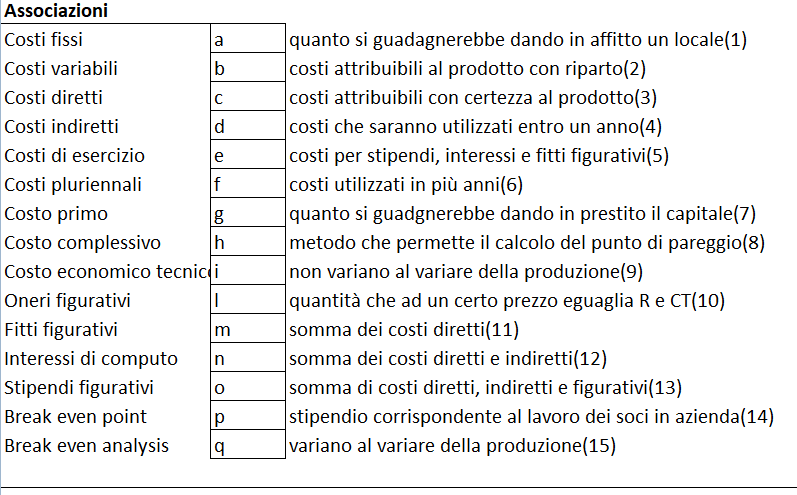 Associazioni
Costi fissi a quanto si guadagnerebbe dando in affitto un locale(1)
Costi variabili b costi attribuibili al prodotto con riparto(2)
Costi diretti c costi attribuibili con certezza al prodotto(3)
Costi indiretti d costi che saranno utilizzati entro un anno(4)
Costi di esercizio e costi per stipendi, interessi e fitti figurativi(5)
Costi pluriennali f costi utilizzati in più anni(6)
Costo primo g quanto si guadgnerebbe dando in prestito il capitale(7)
Costo complessivo h metodo che permette il calcolo del punto di pareggio(8)
Costo economico tecnico i non variano al variare della produzione(9)
Oneri figurativi l quantità che ad un certo prezzo eguaglia R e CT(10)
Fitti figurativi m somma dei costi diretti(11)
Interessi di computo n somma dei costi diretti e indiretti(12)
Stipendi figurativi o somma di costi diretti, indiretti e figurativi(13)
Break even point p stipendio corrispondente al lavoro dei soci in azienda(14)
Break even analysis q variano al variare della produzione(15)